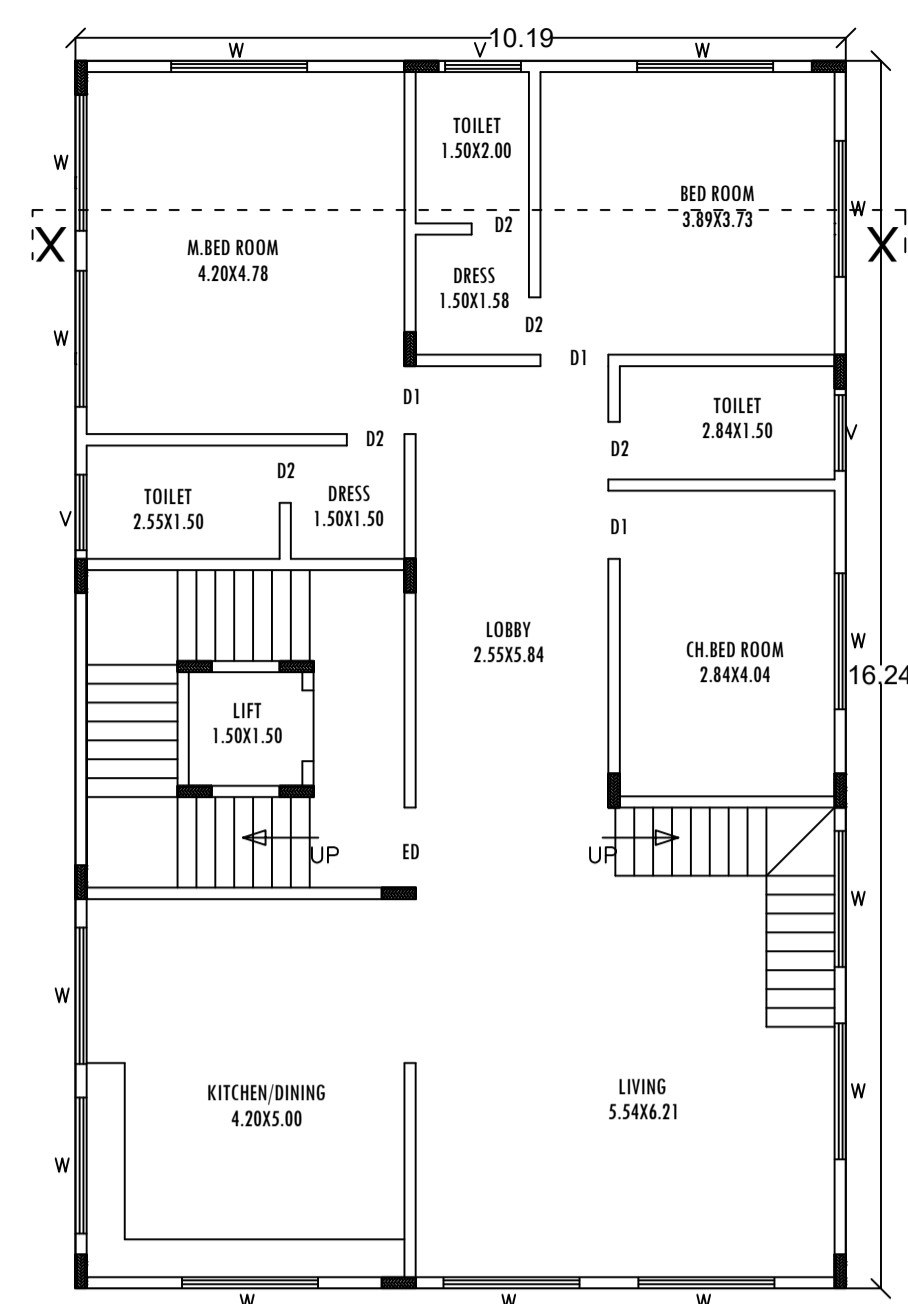 10.19
W
V
W
TOILET
1.50X2.00
W
BED ROOM
3.89X3.73
W
X
X
M.BED ROOM
4.20X4.78
D2
DRESS
1.50X1.58
W
D2
D1
D1
TOILET
2.84X1.50
V
D2
D2
D2
TOILET
2.55X1.50
DRESS
1.50X1.50
V
D1
LOBBY
2.55X5.84
CH.BED ROOM
2.84X4.04
W
16.24
LIFT
1.50X1.50
UP
ED
UP
W
W
KITCHEN/DINING
4.20X5.00
LIVING
5.54X6.21
W
W
W
W
W